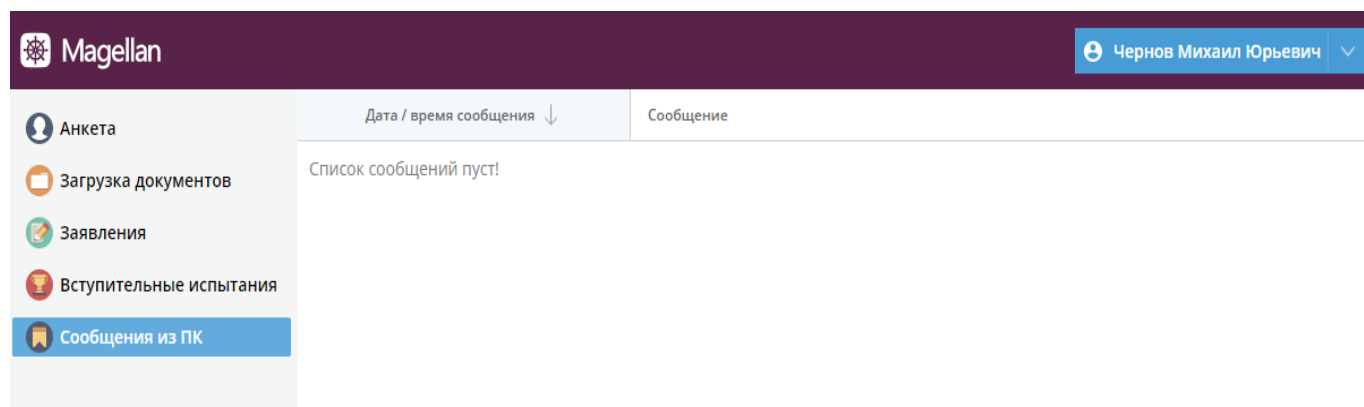 Magellan
Чернов Михаил Юрьевич
Анкета
Загрузка документов
Заявления
Вступительные испытания
Сообщения из ПК
Дата / время сообщения
Сообщение
Список сообщений пуст!